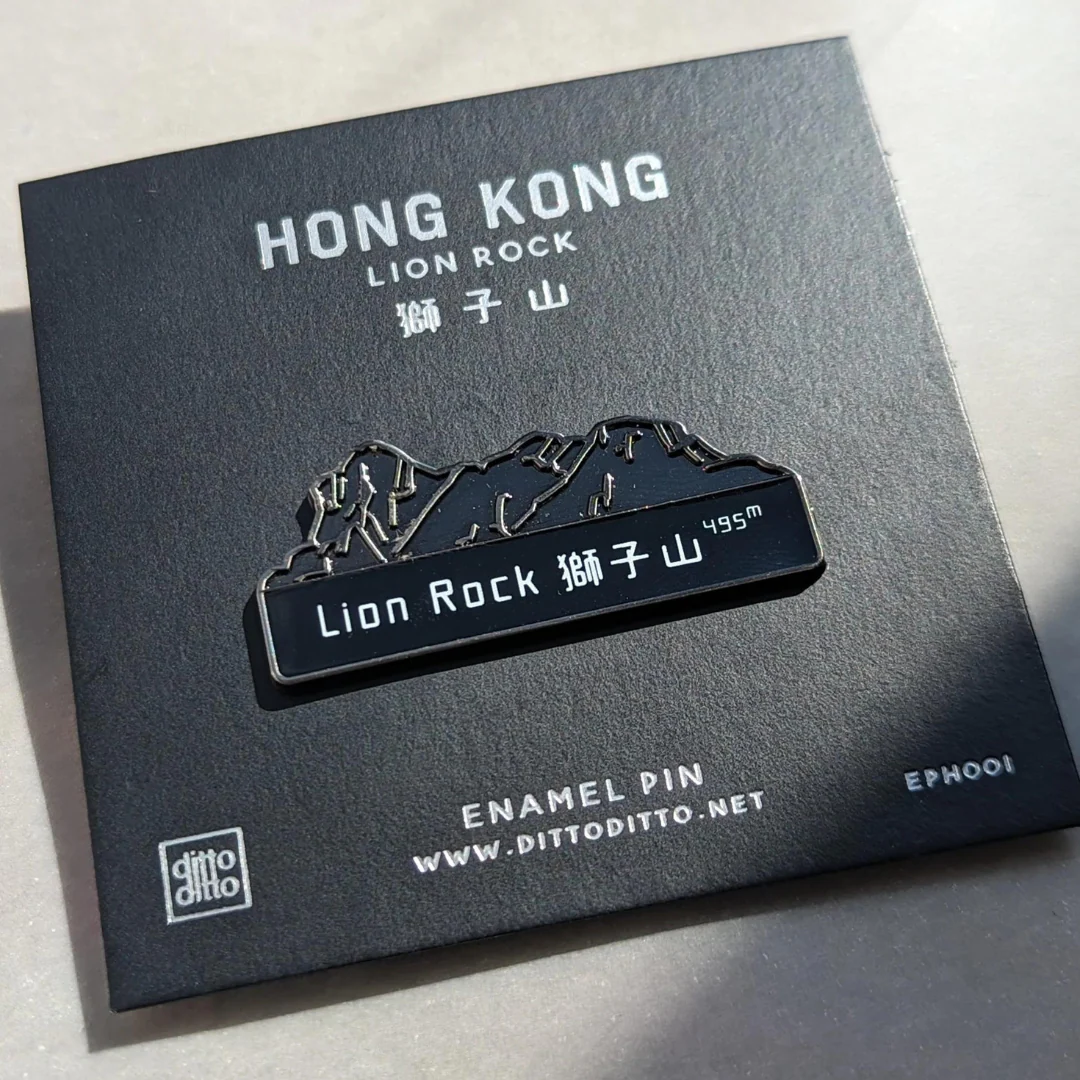 HONG KONG
LION ROCK
獅子山
Lion Rock 獅子山 495m
ENAMEL PIN
WWW.DITTODITTO.NET
EPH001
ditto
ditto